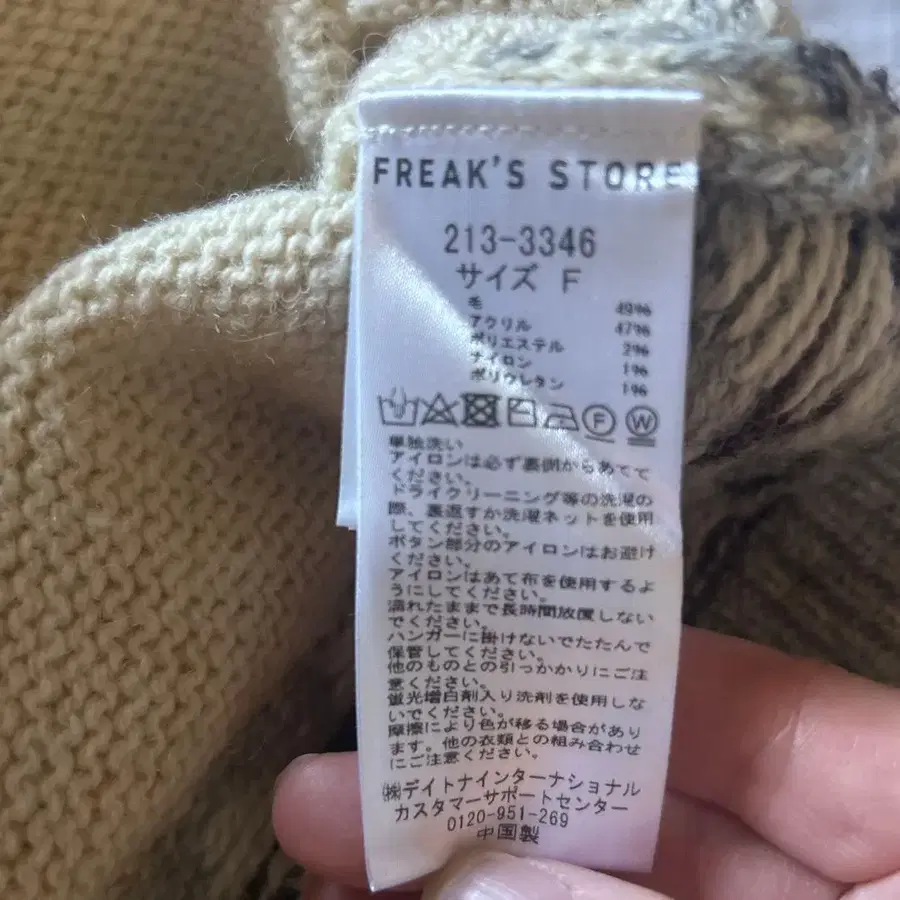 FREAK'S STORE
213-3346
サイズ F
毛 49%
アクリル 47%
ポリエステル 2%
ナイロン 1%
ポリウレタン 1%
F W
単独洗い
アイロンは必ず裏側からあてて
ください。
ドライクリーニング等の洗濯の
際、裏返すか洗濯ネットを使用
してください。
ボタン部分のアイロンはお避け
ください。
アイロンはあて布を使用するよ
うにしてください。
濡れたままで長時間放置しない
でください。
ハンガーに掛けないでたたんで
保管してください。
他のものとの引っかかりにご注
意ください。
蛍光増白剤入り洗剤を使用しな
いでください。
摩擦により色が移る場合があり
ます。他の衣類との組み合わせ
にご注意ください。
㈱デイトナインターナショナル
カスタマーサポートセンター
0120-951-269
中国製